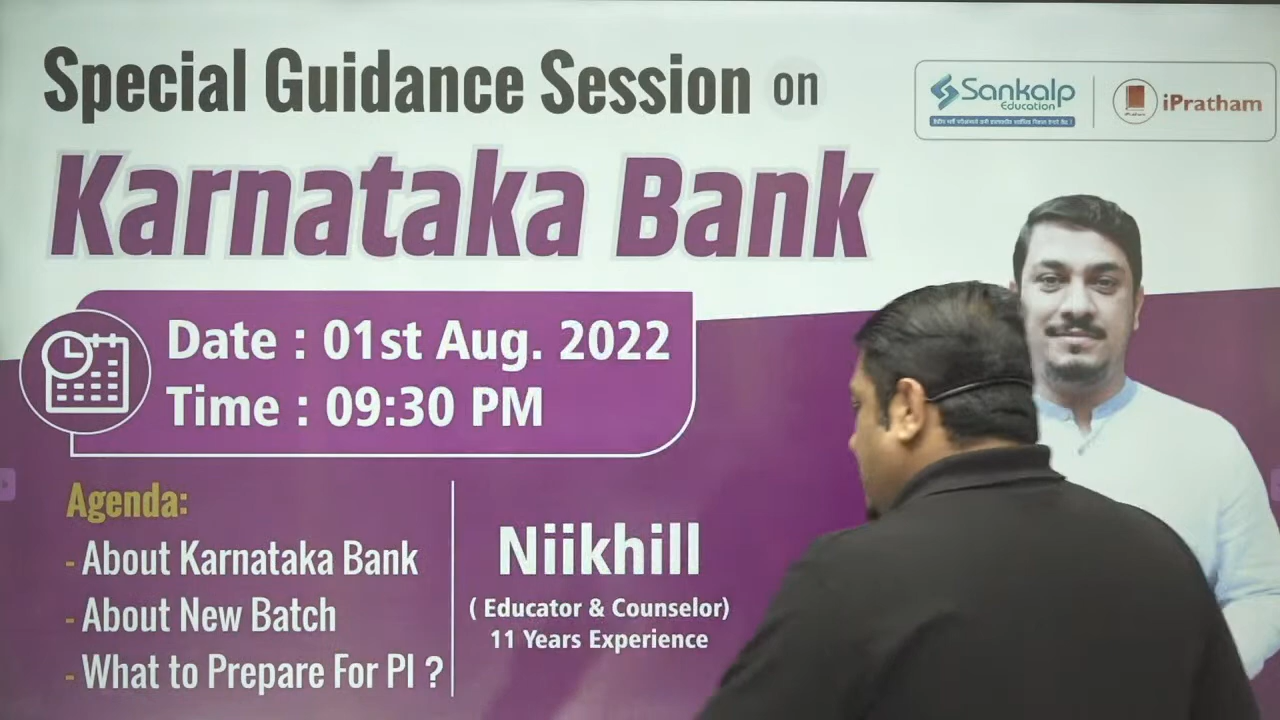 Special Guidance Session on
Karnataka Bank
Sankalp
Education
iPratham
Date : 01st Aug. 2022
Time : 09:30 PM
Agenda:
- About Karnataka Bank
- About New Batch
- What to Prepare For PI ?
Niikhill
( Educator & Counselor)
11 Years Experience